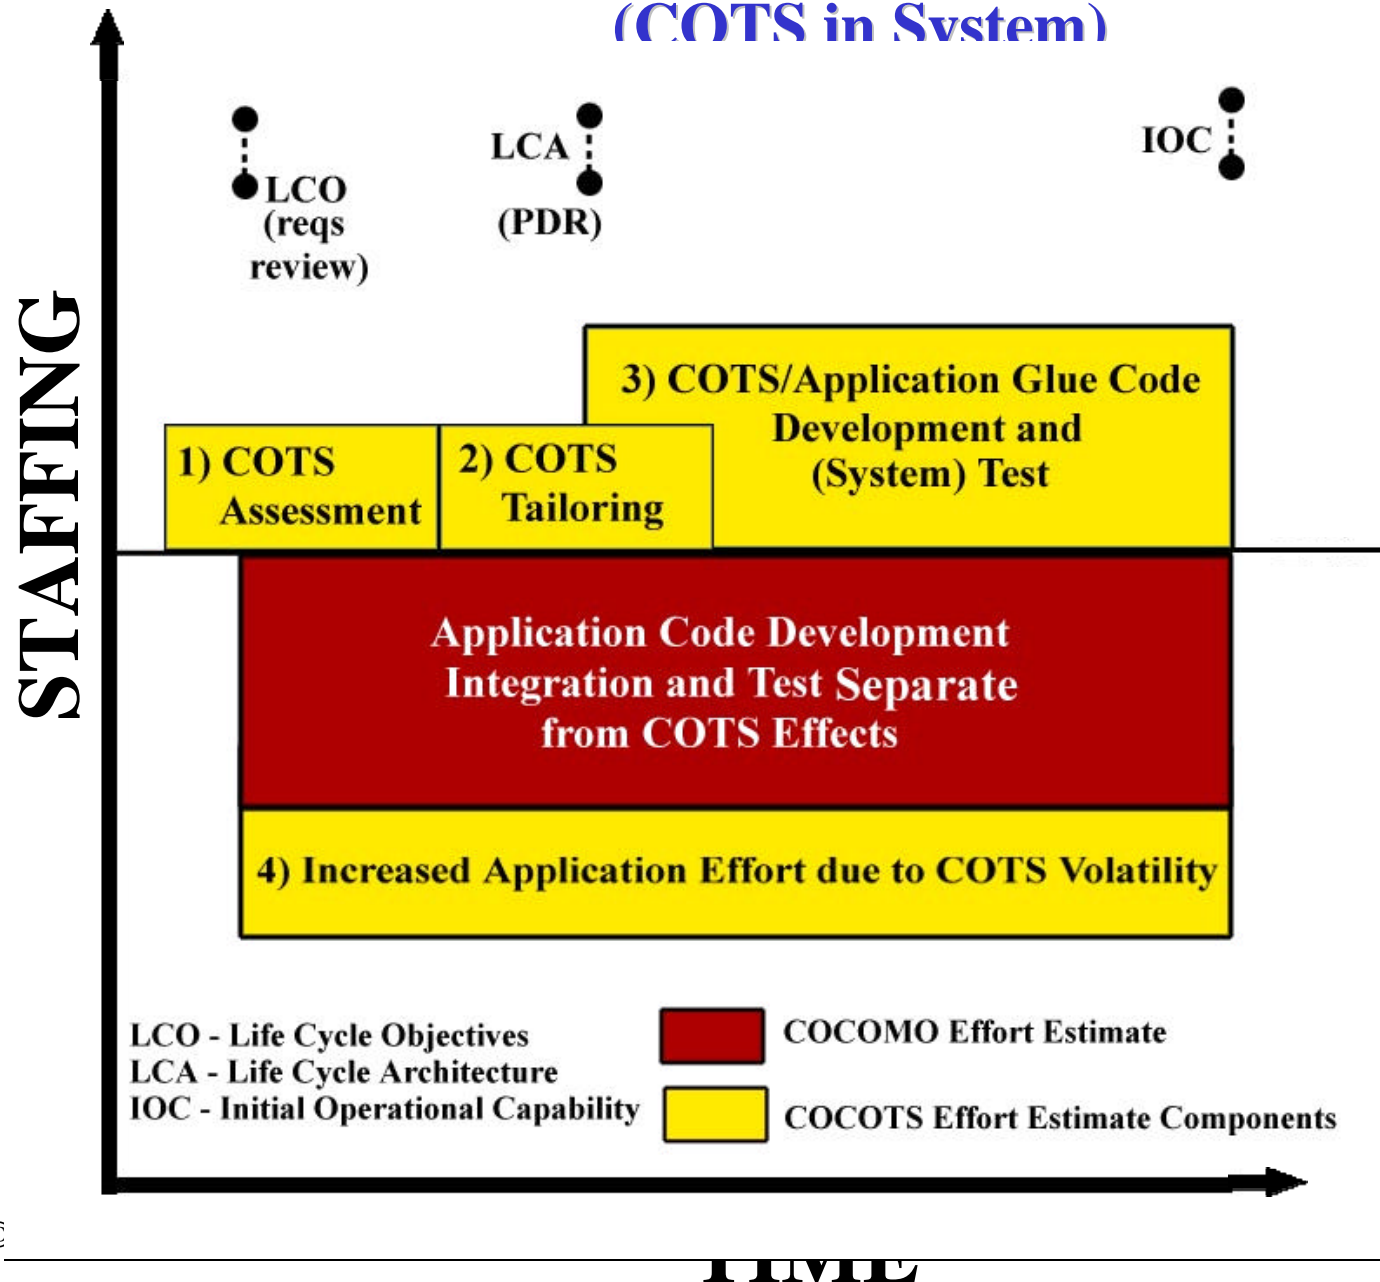 (COTS in System)
LCO
(reqs
review)
LCA
(PDR)
IOC
STAFFING
3) COTS/Application Glue Code
Development and
(System) Test
1) COTS
Assessment
2) COTS
Tailoring
Application Code Development
Integration and Test Separate
from COTS Effects
4) Increased Application Effort due to COTS Volatility
LCO - Life Cycle Objectives
LCA - Life Cycle Architecture
IOC - Initial Operational Capability
COCOMO Effort Estimate
COCOTS Effort Estimate Components
TIME